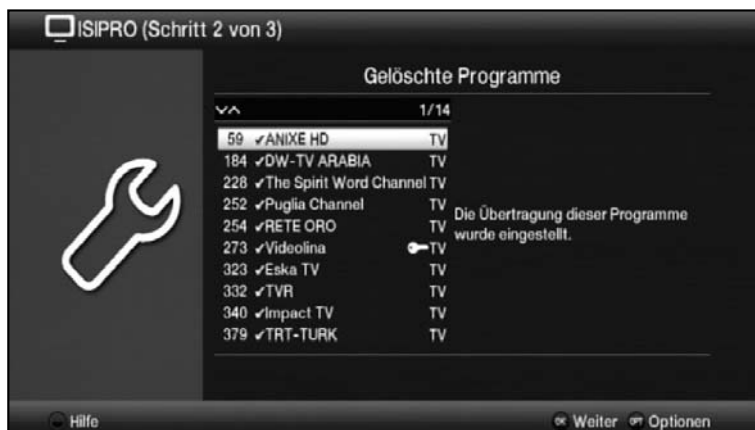 ISIPRO (Schritt 2 von 3)
Gelöschte Programme
1/14
59 ✔ANIXE HD TV
184 ✔DW-TV ARABIA TV
228 ✔The Spirit Word Channel TV
252 ✔Puglia Channel TV
254 ✔RETE ORO TV
273 ✔Videolina TV
323 ✔Eska TV TV
332 ✔TVR TV
340 ✔Impact TV TV
379 ✔TRT-TURK TV
Die Übertragung dieser Programme
wurde eingestellt.
Hilfe
OK Weiter OPT Optionen